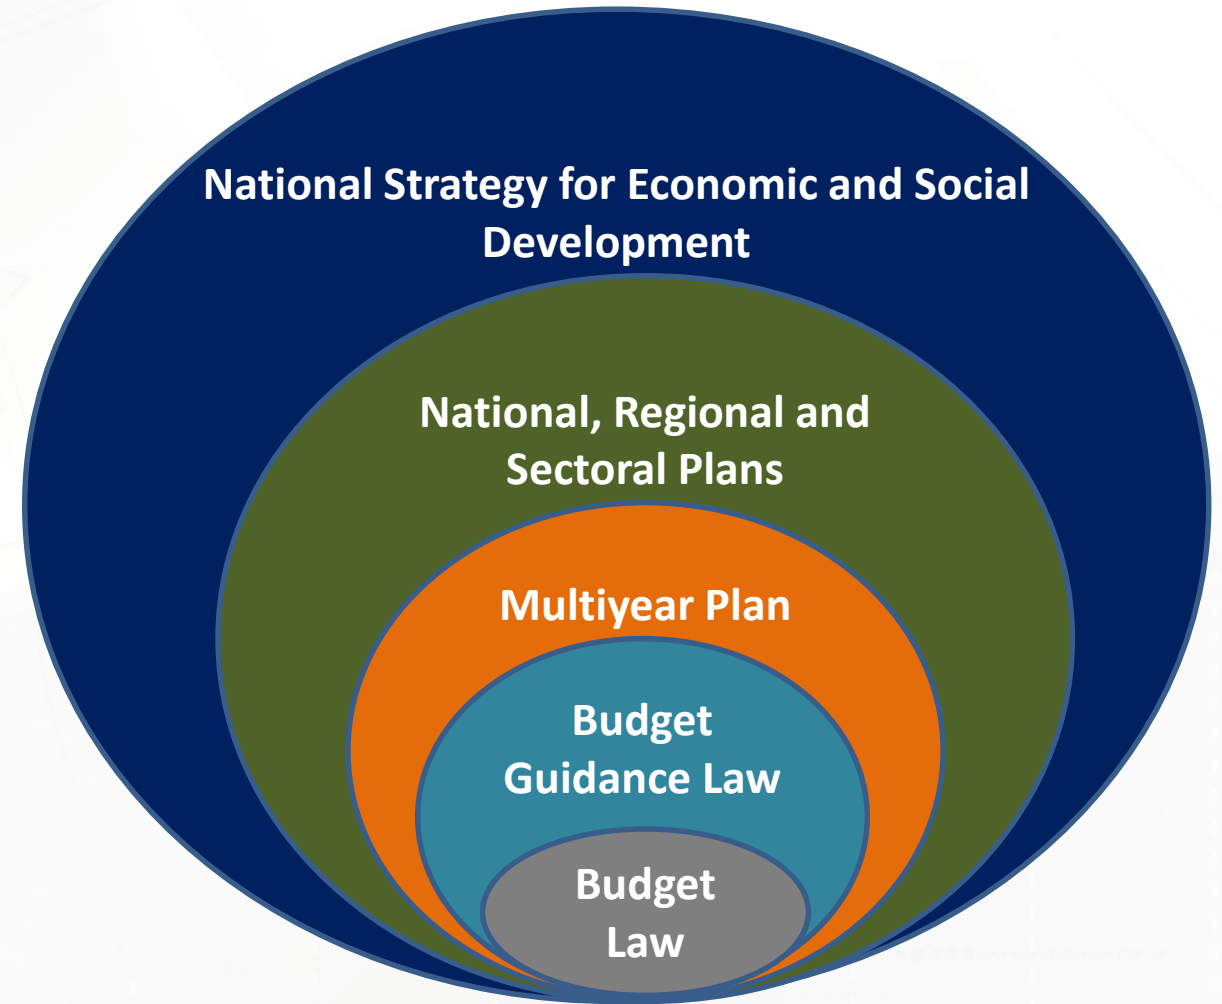 National Strategy for Economic and Social
Development
National, Regional and
Sectoral Plans
Multiyear Plan
Budget
Guidance Law
Budget
Law